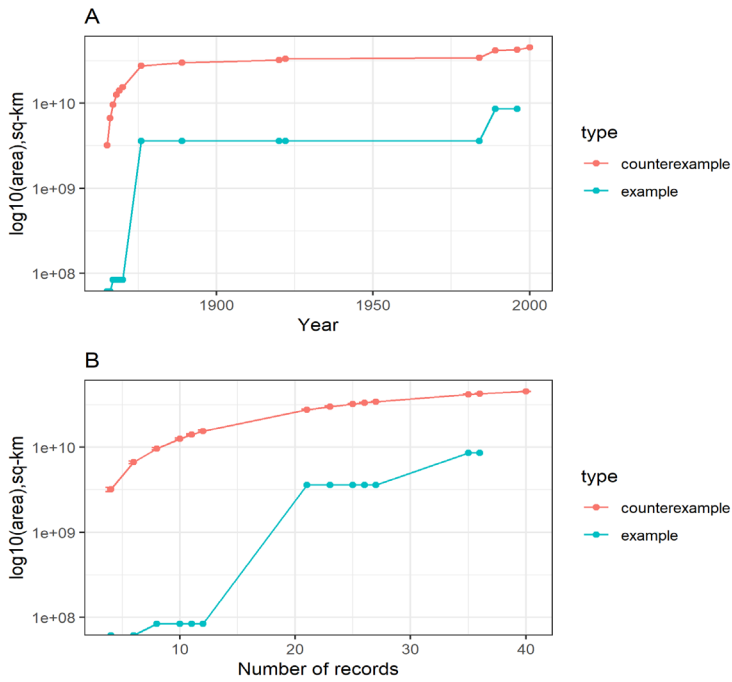 A
log10(area),sq-km
1e+10
1e+09
1e+08
1900
1950
2000
Year
type
counterexample
example
B
log10(area),sq-km
1e+10
1e+09
1e+08
10
20
30
40
Number of records
type
counterexample
example